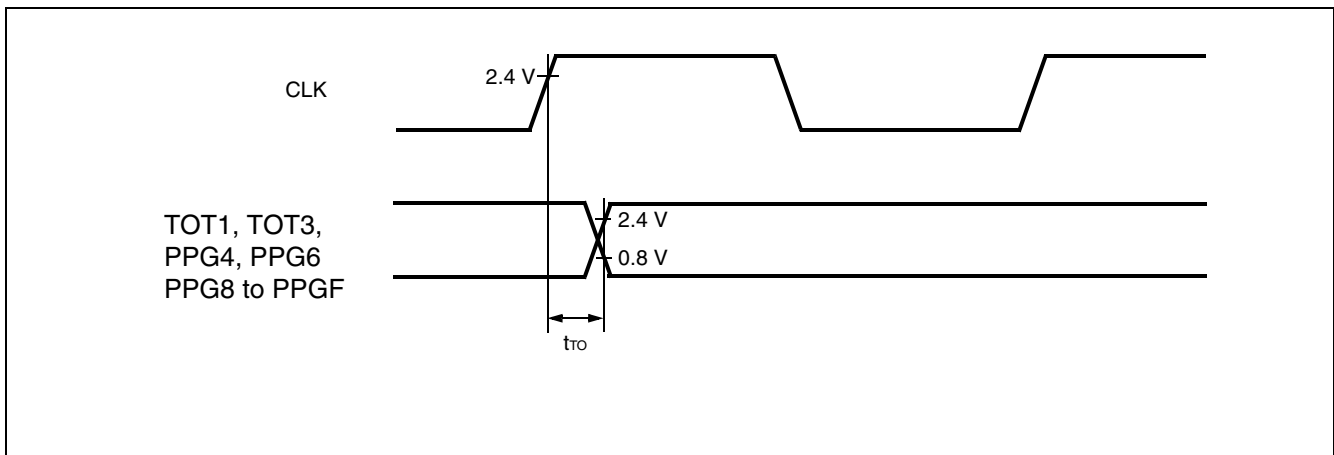 2.4 V
CLK
TOT1, TOT3,
2.4 V
PPG4, PPG6
0.8 V
PPG8 to PPGF
tTO